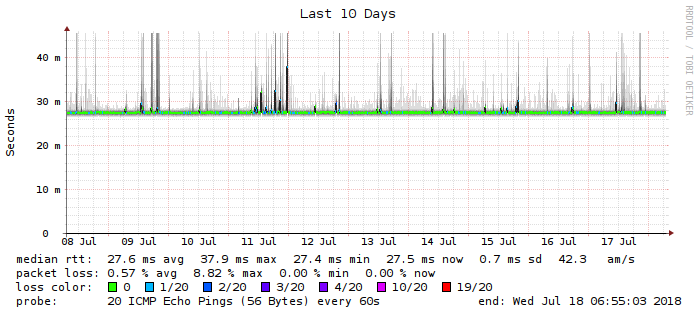 Last 10 Days
RRDTOOL / TOBI OETIKER
Seconds
40 m
30 m
20 m
10 m
0
08 Jul 09 Jul 10 Jul 11 Jul 12 Jul 13 Jul 14 Jul 15 Jul 16 Jul 17 Jul
median rtt: 27.6 ms avg 37.9 ms max 27.4 ms min 27.5 ms now 0.7 ms sd 42.3 am/s
packet loss: 0.57 % avg 8.82 % max 0.00 % min 0.00 % now
loss color: 0 1/20 2/20 3/20 4/20 10/20 19/20
probe: 20 ICMP Echo Pings (56 Bytes) every 60s end: Wed Jul 18 06:55:03 2018